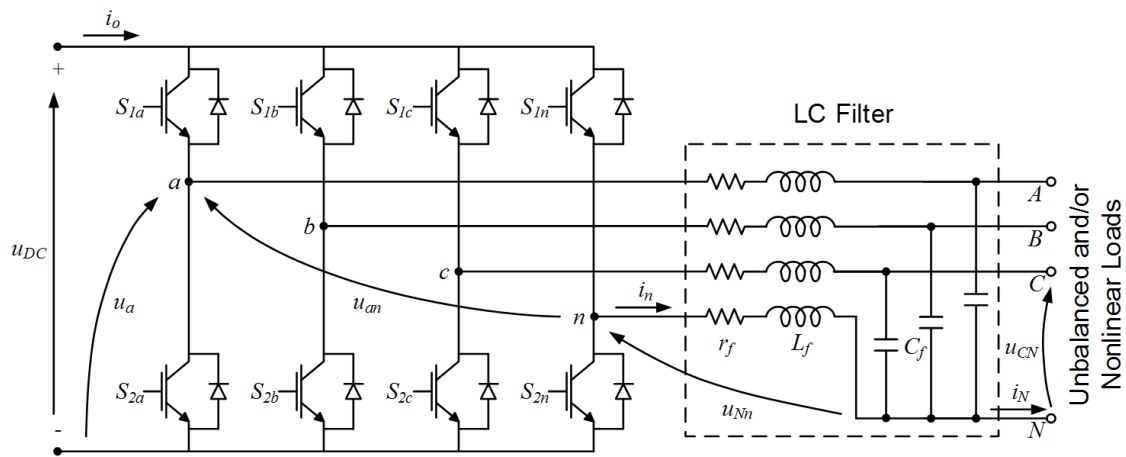 i_o
+
S_1a
S_1b
S_1c
S_1n
LC Filter
a
A
b
B
u_DC
c
C
u_a
u_an
i_n
n
r_f
L_f
C_f
u_CN
S_2a
S_2b
S_2c
S_2n
u_Nn
i_N
-
N
Unbalanced and/or
Nonlinear Loads